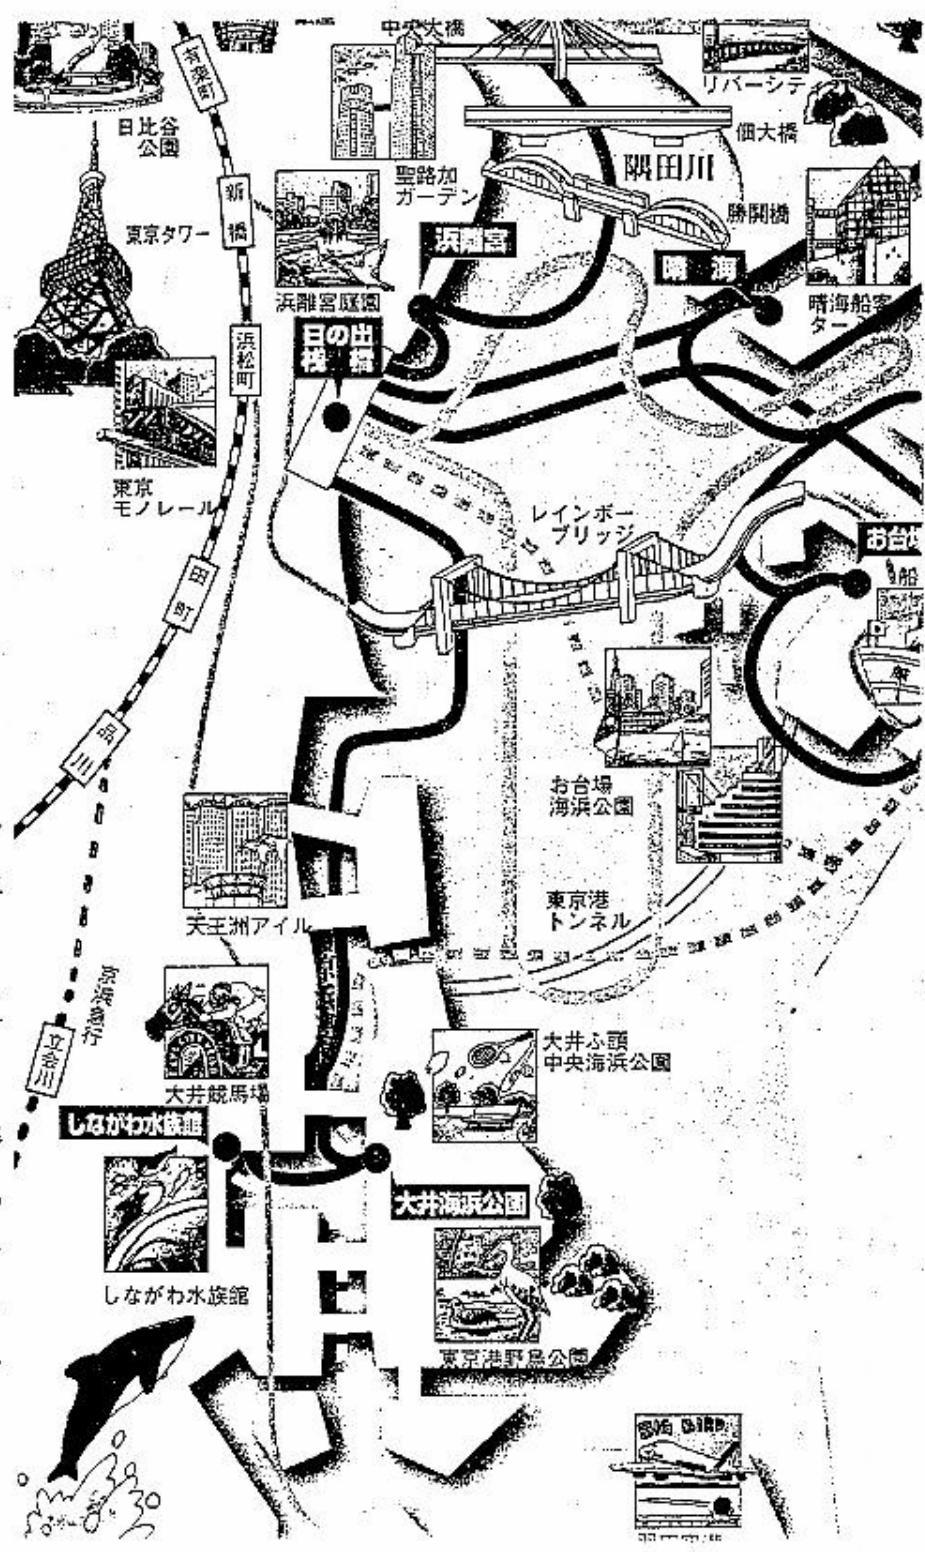 中央大橋
有楽町
リバーシテ
日比谷
公園
佃大橋
聖路加
ガーデン
隅田川
新橋
勝鬨橋
東京タワー
浜離宮
晴海
浜離宮庭園
晴海船客
ター
日の出
桟橋
浜松町
東京
モノレール
レインボー
ブリッジ
お台場
船
田町
品川
お台場
海浜公園
東京港
トンネル
天王洲アイル
京浜急行
立会川
大井ふ頭
中央海浜公園
大井競馬場
しながわ水族館
大井海浜公園
しながわ水族館
東京港野鳥公園
BIG BIRD